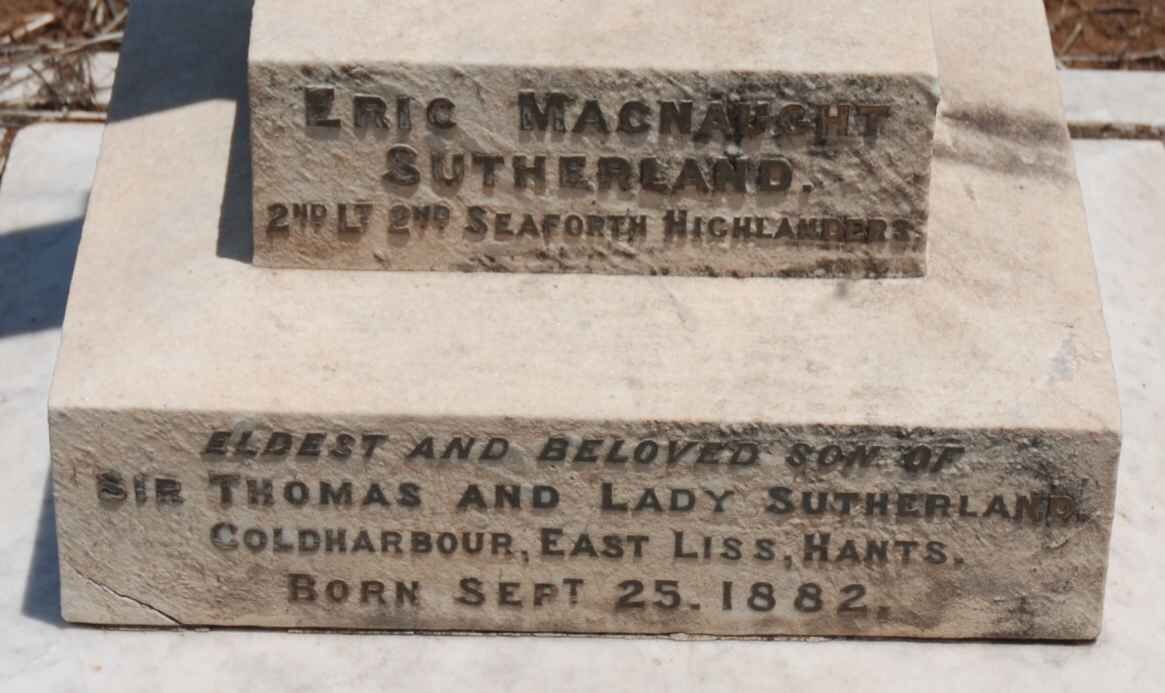 ERIC MACNAUGHT
SUTHERLAND.
2ND LT 2ND SEAFORTH HIGHLANDERS.
ELDEST AND BELOVED SON OF
SIR THOMAS AND LADY SUTHERLAND.
COLDHARBOUR, EAST LISS, HANTS.
BORN SEPT 25. 1882.